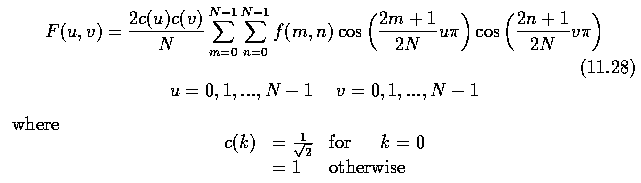 F(u, v) = \frac{2c(u)c(v)}{N} \sum_{m=0}^{N-1} \sum_{n=0}^{N-1} f(m, n) \cos\left(\frac{2m+1}{2N}u\pi\right) \cos\left(\frac{2n+1}{2N}v\pi\right)
(11.28)
u = 0, 1, ..., N − 1 v = 0, 1, ..., N − 1
where
c(k) = \frac{1}{\sqrt{2}} for k = 0
= 1 otherwise